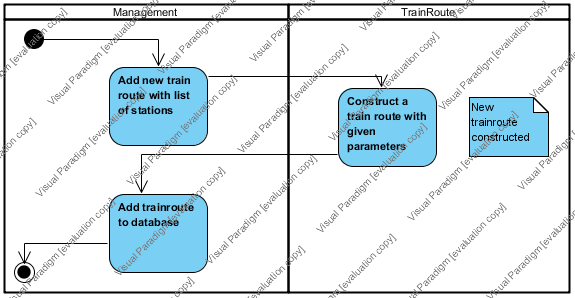 Management
TrainRoute
Add new train
route with list
of stations
Construct a
train route with
given
parameters
New
trainroute
constructed
Add trainroute
to database
Visual Paradigm [evaluation copy]